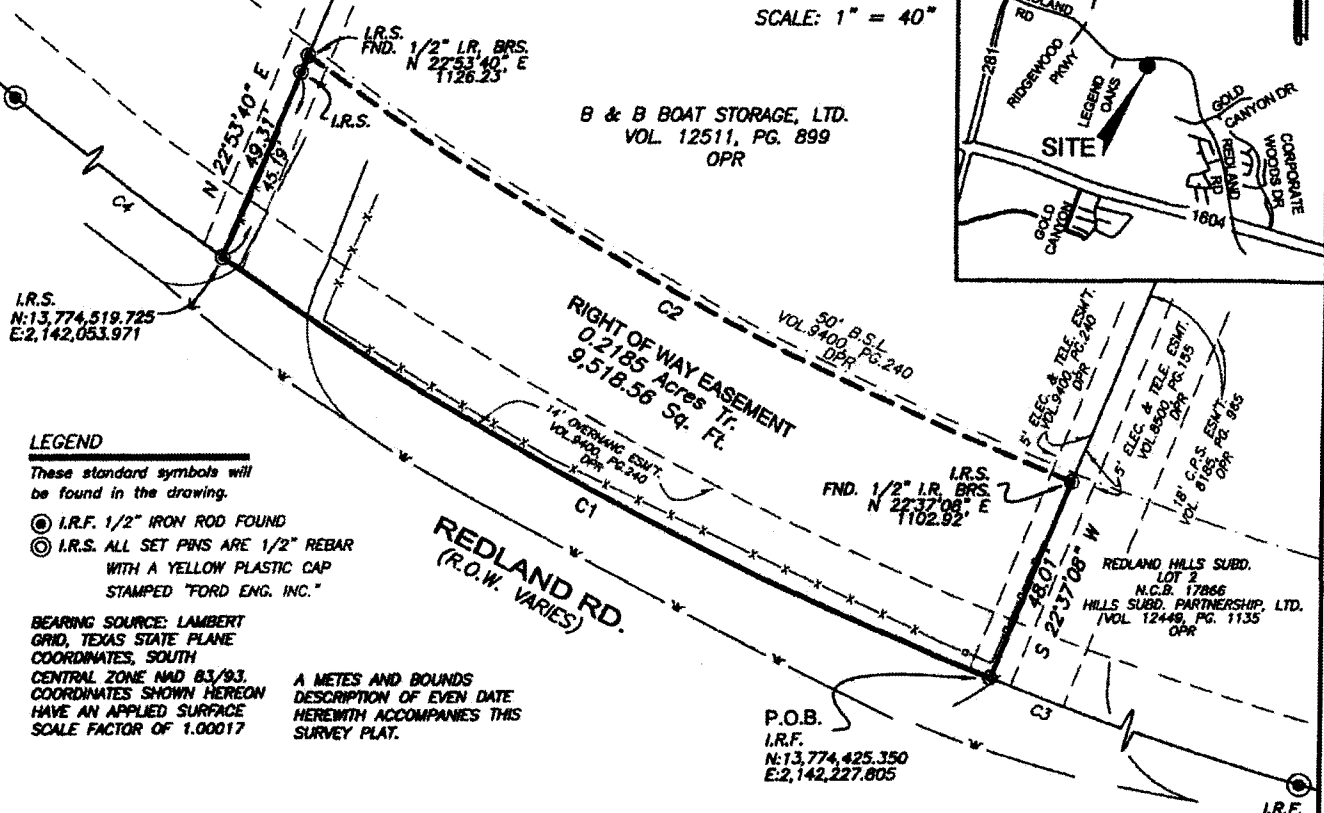 SCALE: 1" = 40"
I.R.S.
FND. 1/2" I.R. BRS.
N 22°53'40" E
1126.23'
I.R.S.
N 22°53'40" E
49.37'
45.19'
C4
B & B BOAT STORAGE, LTD.
VOL. 12511, PG. 899
OPR
RD
281
RIDGEWOOD
PKWY
LEGEND
OAKS
GOLD
CANYON DR
SITE
REDLAND
RD
CORPORATE
WOODS DR
GOLD
CANYON
1604
I.R.S.
N:13,774,519.725
E:2,142,053.971
C2
50' B.S.L.
VOL.9400, PG.240
DPR
RIGHT OF WAY EASEMENT
0.2185 Acres Tr.
9,518.56 Sq. Ft.
14' OVERHANG ESM'T.
VOL.9400, PG.240
DPR
C1
REDLAND RD.
(R.O.W. VARIES)
5' ELEC. & TELE. ESM'T.
VOL.9400, PG.240
DPR
5' ELEC. & TELE. ESMT.
VOL.8500, PG.135
DPR
18' C.P.S. ESM'T.
VOL. 8185, PG. 985
OPR
I.R.S.
FND. 1/2" I.R. BRS.
N 22°37'08" E
1102.92'
48.01'
S 22°37'08" W
REDLAND HILLS SUBD.
LOT 2
N.C.B. 17866
HILLS SUBD. PARTNERSHIP, LTD.
VOL. 12449, PG. 1135
OPR
C3
P.O.B.
I.R.F.
N:13,774,425.350
E:2,142,227.805
I.R.F.
LEGEND
These standard symbols will
be found in the drawing.
I.R.F. 1/2" IRON ROD FOUND
I.R.S. ALL SET PINS ARE 1/2" REBAR
WITH A YELLOW PLASTIC CAP
STAMPED "FORD ENG. INC."
BEARING SOURCE: LAMBERT
GRID, TEXAS STATE PLANE
COORDINATES, SOUTH
CENTRAL ZONE NAD 83/93.
COORDINATES SHOWN HEREON
HAVE AN APPLIED SURFACE
SCALE FACTOR OF 1.00017
A METES AND BOUNDS
DESCRIPTION OF EVEN DATE
HEREWITH ACCOMPANIES THIS
SURVEY PLAT.